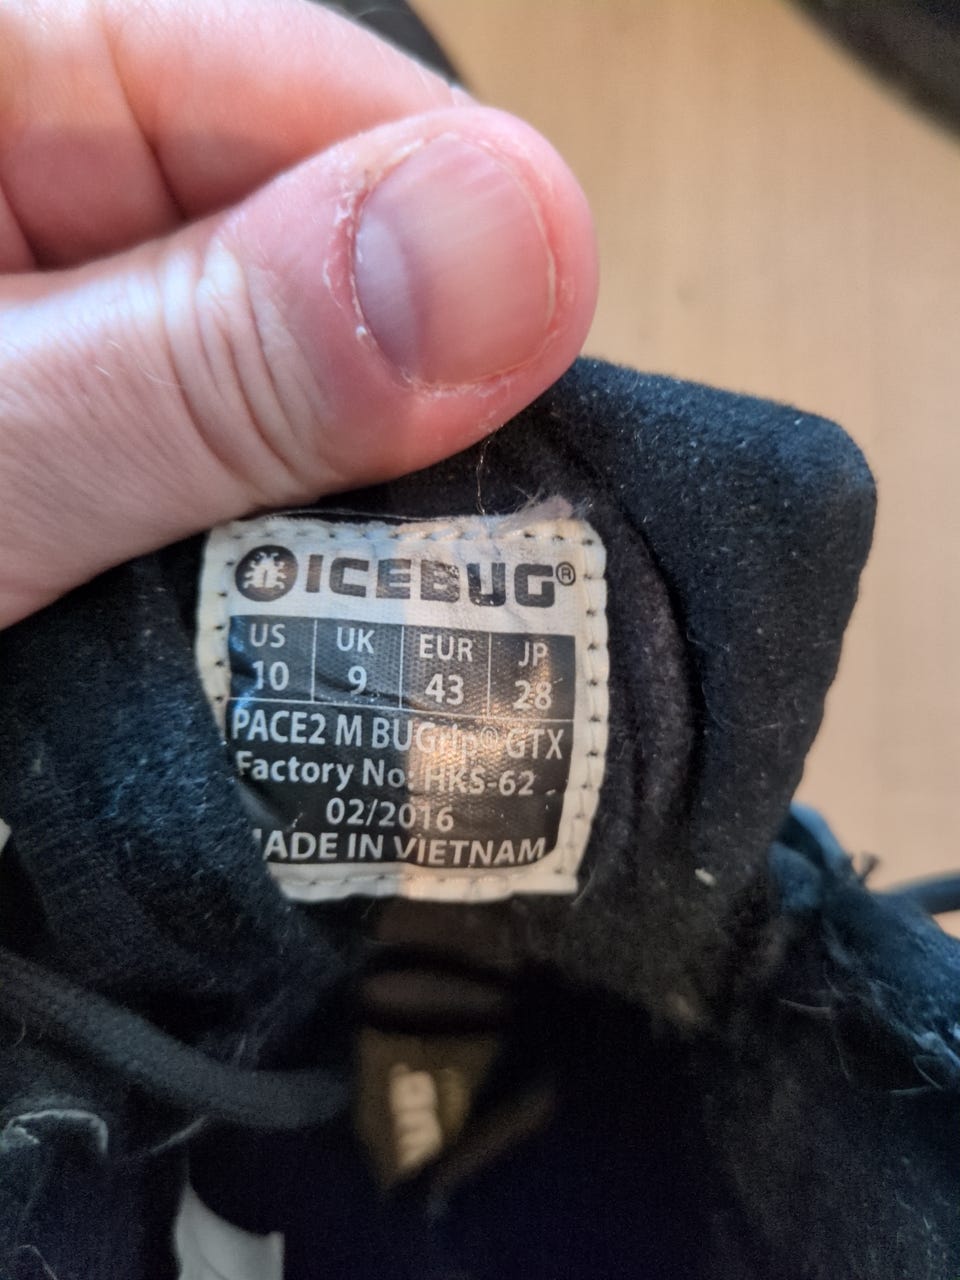 ICEBUG®
US UK EUR JP
10 9 43 28
PACE2 M BUGrip® GTX
Factory No: HKS-62
02/2016
MADE IN VIETNAM